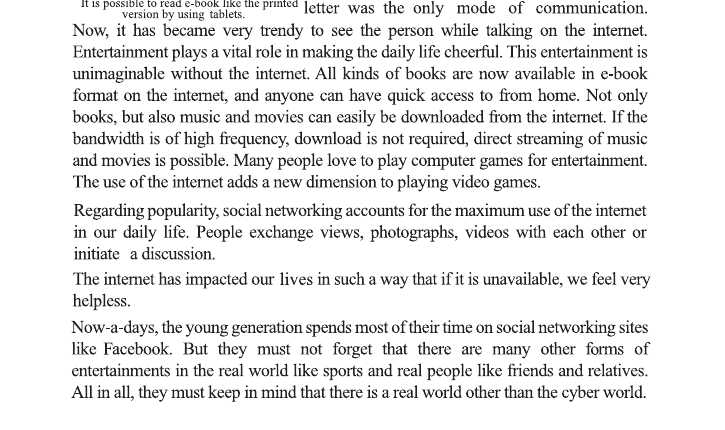 It is possible to read e-book like the printed
version by using tablets.
letter was the only mode of communication.
Now, it has became very trendy to see the person while talking on the internet.
Entertainment plays a vital role in making the daily life cheerful. This entertainment is
unimaginable without the internet. All kinds of books are now available in e-book
format on the internet, and anyone can have quick access to from home. Not only
books, but also music and movies can easily be downloaded from the internet. If the
bandwidth is of high frequency, download is not required, direct streaming of music
and movies is possible. Many people love to play computer games for entertainment.
The use of the internet adds a new dimension to playing video games.
Regarding popularity, social networking accounts for the maximum use of the internet
in our daily life. People exchange views, photographs, videos with each other or
initiate a discussion.
The internet has impacted our lives in such a way that if it is unavailable, we feel very
helpless.
Now-a-days, the young generation spends most of their time on social networking sites
like Facebook. But they must not forget that there are many other forms of
entertainments in the real world like sports and real people like friends and relatives.
All in all, they must keep in mind that there is a real world other than the cyber world.